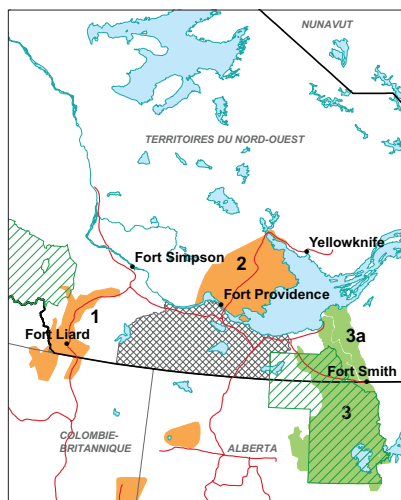 NUNAVUT
TERRITOIRES DU NORD-OUEST
Yellowknife
Fort Simpson
2
Fort Providence
1
Fort Liard
3a
Fort Smith
3
COLOMBIE-
BRITANNIQUE
ALBERTA